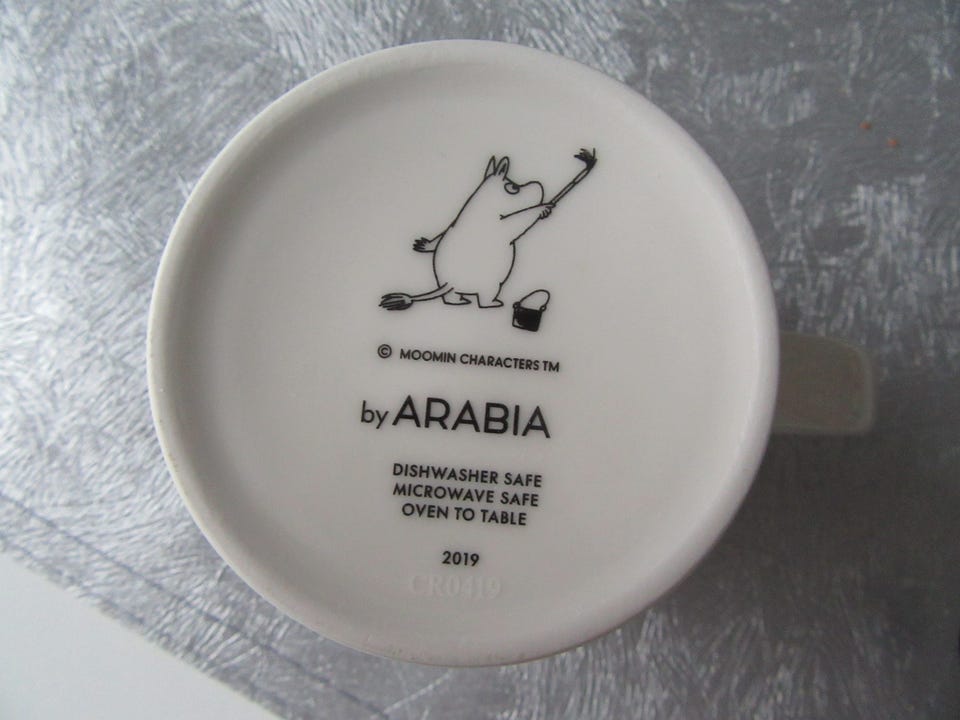 © MOOMIN CHARACTERS TM
by ARABIA
DISHWASHER SAFE
MICROWAVE SAFE
OVEN TO TABLE
2019
CR0419